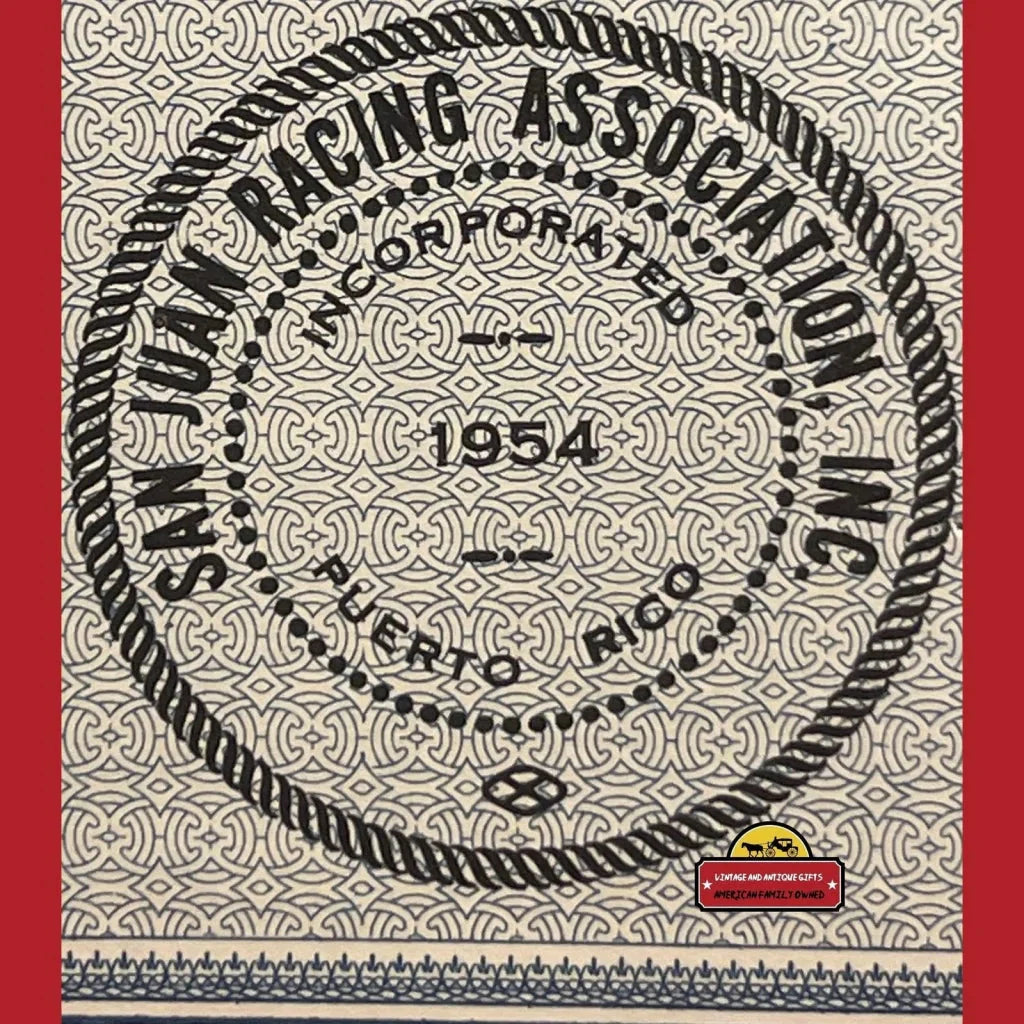 SAN JUAN RACING ASSOCIATION, INC.
INCORPORATED
1954
PUERTO RICO
VINTAGE AND ANTIQUE GIFTS
AMERICAN FAMILY OWNED